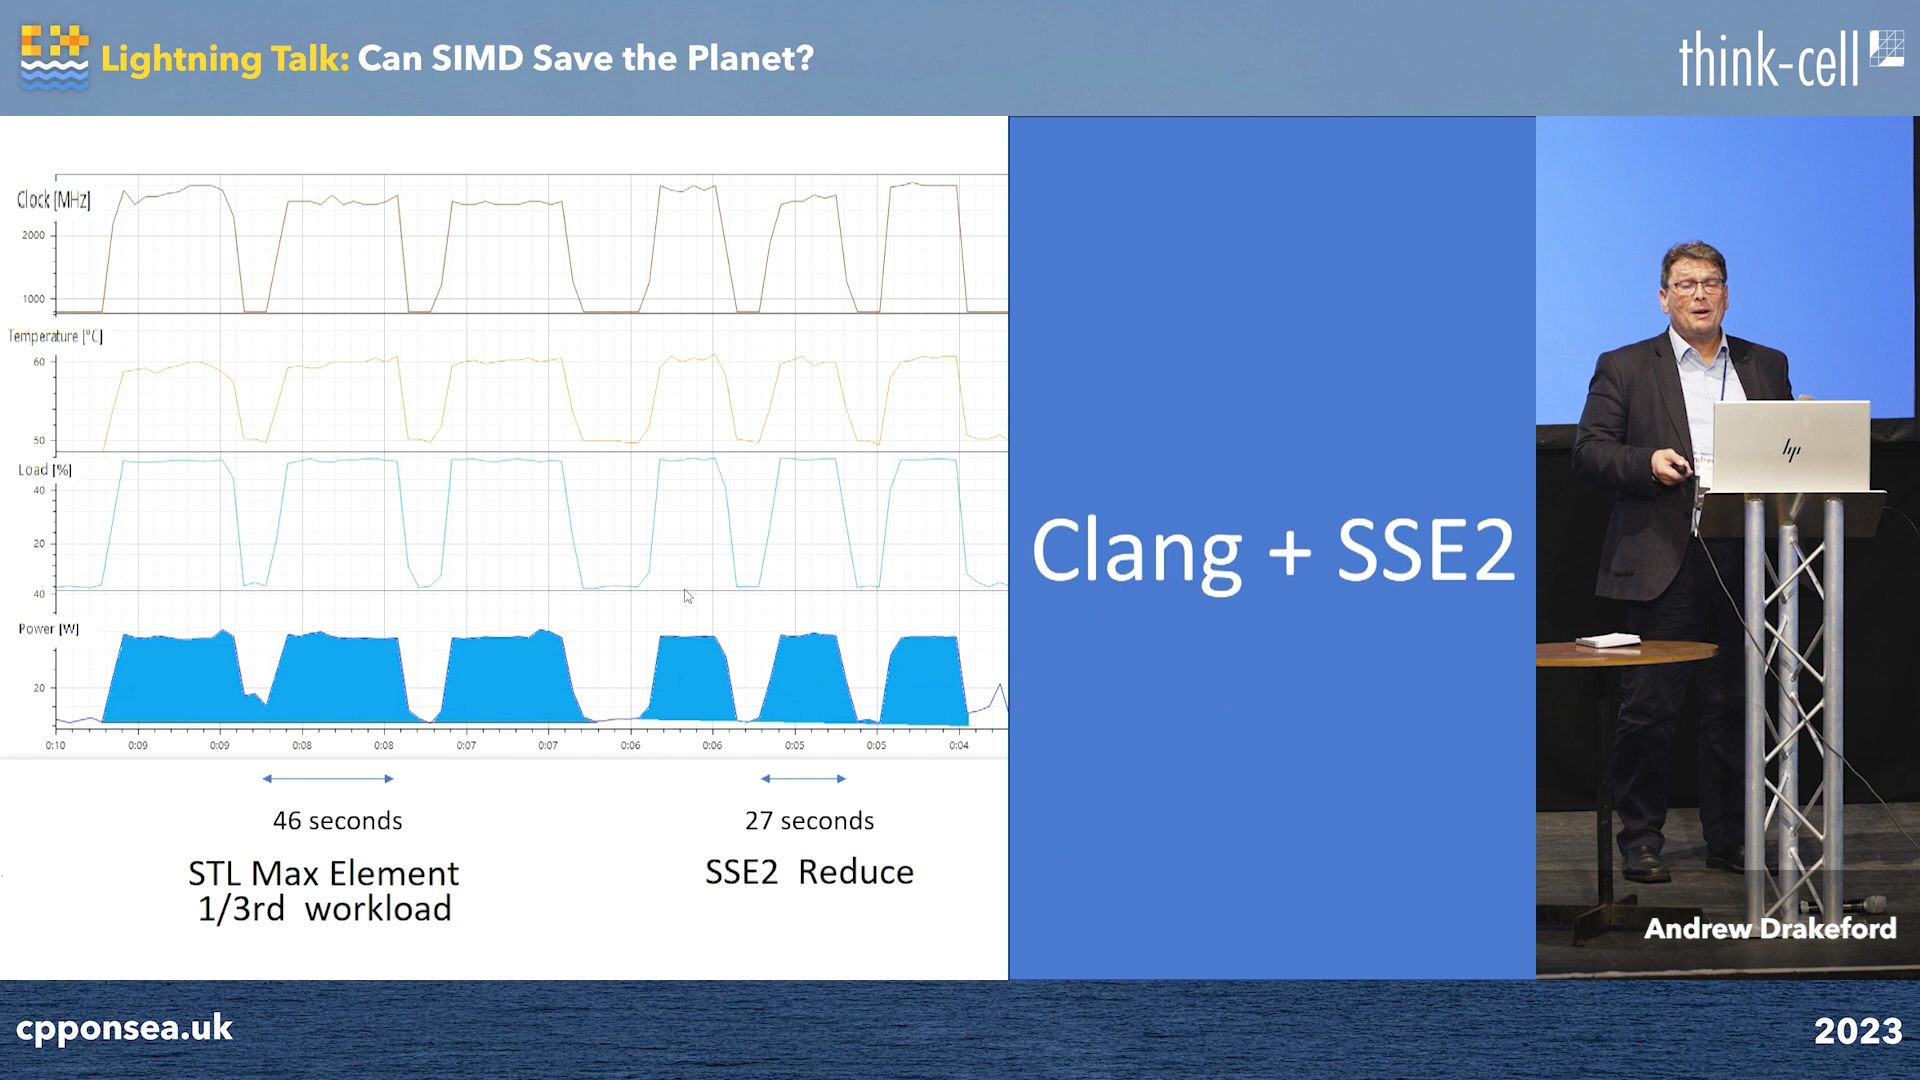 Lightning Talk: Can SIMD Save the Planet?
think-cell
Clock [MHz]
2000
1000
Temperature [°C]
60
50
Load [%]
40
20
40
Power [W]
20
0:10 0:09 0:09 0:08 0:08 0:07 0:07 0:06 0:06 0:05 0:05 0:04
46 seconds
27 seconds
STL Max Element
1/3rd workload
SSE2 Reduce
Clang + SSE2
hp
Andrew Drakeford
cpponsea.uk
2023